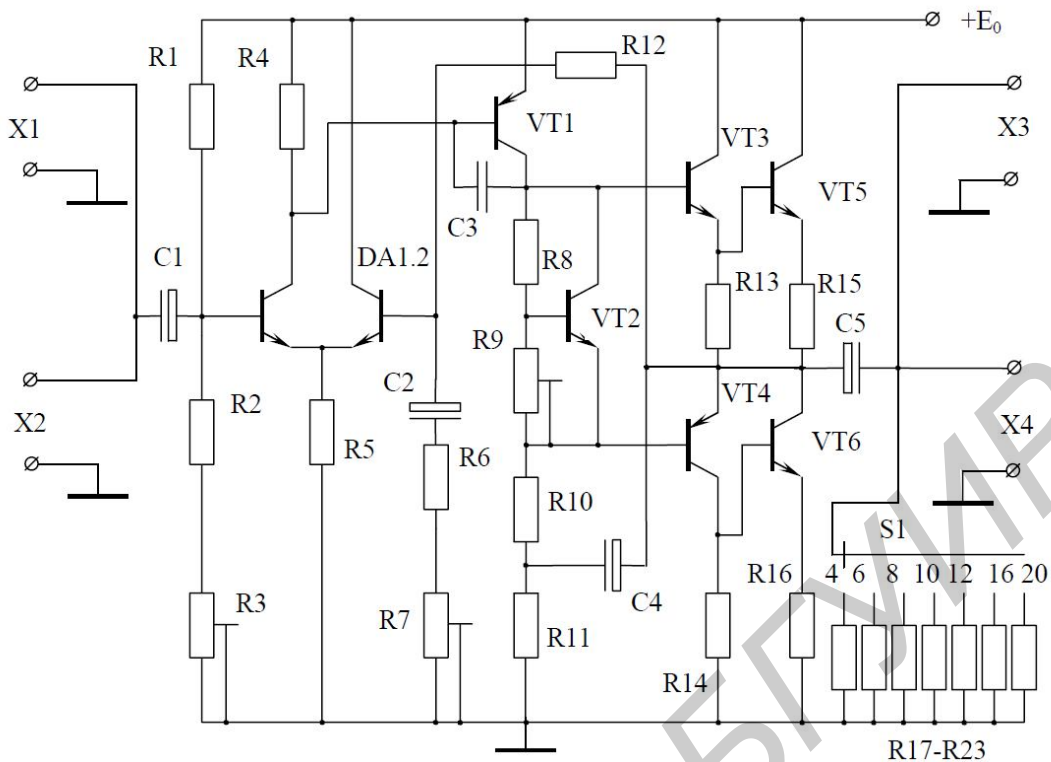 +E₀
R1
R4
R12
X1
VT1
VT3
X3
VT5
C3
C1
DA1.2
R8
R13
R15
VT2
C5
R9
C2
VT4
X2
R2
X4
R5
R6
VT6
R10
S1
4 6 8 10 12 16 20
R3
R7
C4
R16
R11
R14
R17-R23
БГУИР